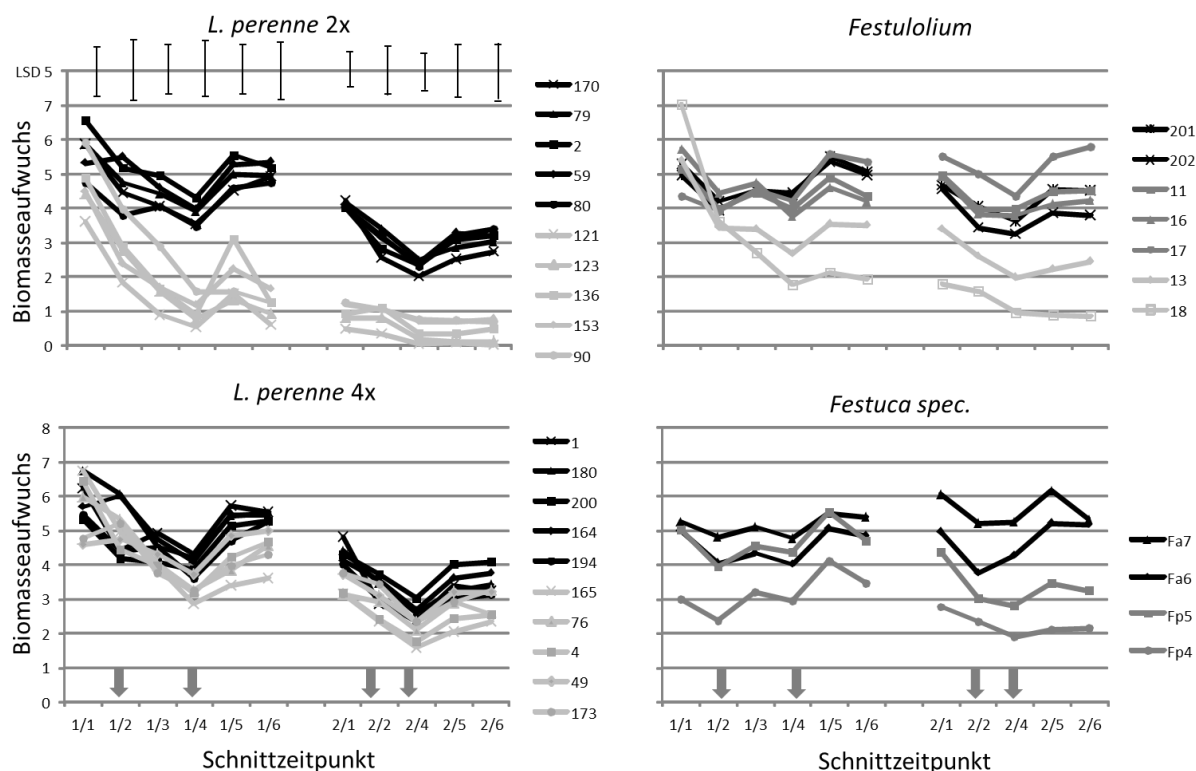 L. perenne 2x
LSD 5
7
6
5
4
3
2
1
0
Biomasseaufwuchs
170
79
2
59
80
121
123
136
153
90
Festulolium
201
202
11
16
17
13
18
L. perenne 4x
8
7
6
5
4
3
2
1
0
Biomasseaufwuchs
1/1 1/2 1/3 1/4 1/5 1/6 2/1 2/2 2/4 2/5 2/6
Schnittzeitpunkt
1
180
200
164
194
165
76
4
49
173
Festuca spec.
Fa7
Fa6
Fp5
Fp4
1/1 1/2 1/3 1/4 1/5 1/6 2/1 2/2 2/4 2/5 2/6
Schnittzeitpunkt